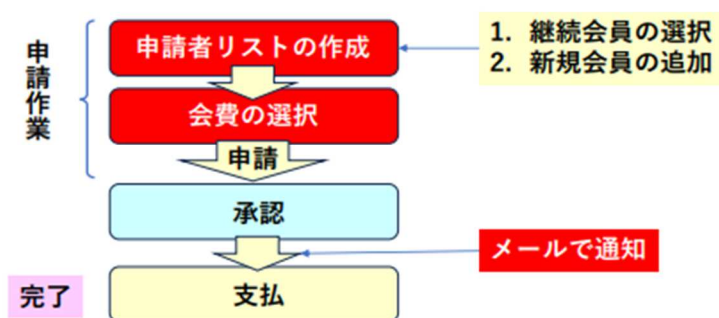 申請作業
申請者リストの作成
1. 継続会員の選択
2. 新規会員の追加
会費の選択
申請
承認
メールで通知
完了
支払